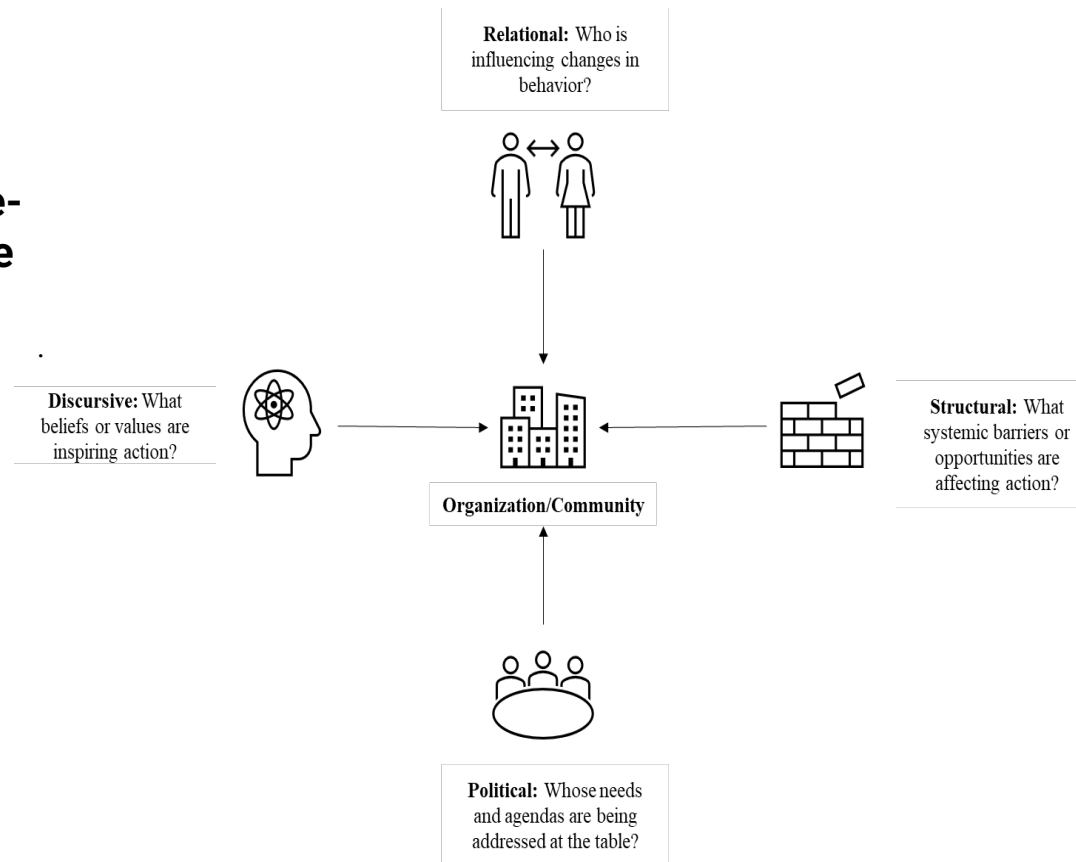 Relational: Who is
influencing changes in
behavior?
e-
e
.
Discursive: What
beliefs or values are
inspiring action?
Structural: What
systemic barriers or
opportunities are
affecting action?
Organization/Community
Political: Whose needs
and agendas are being
addressed at the table?